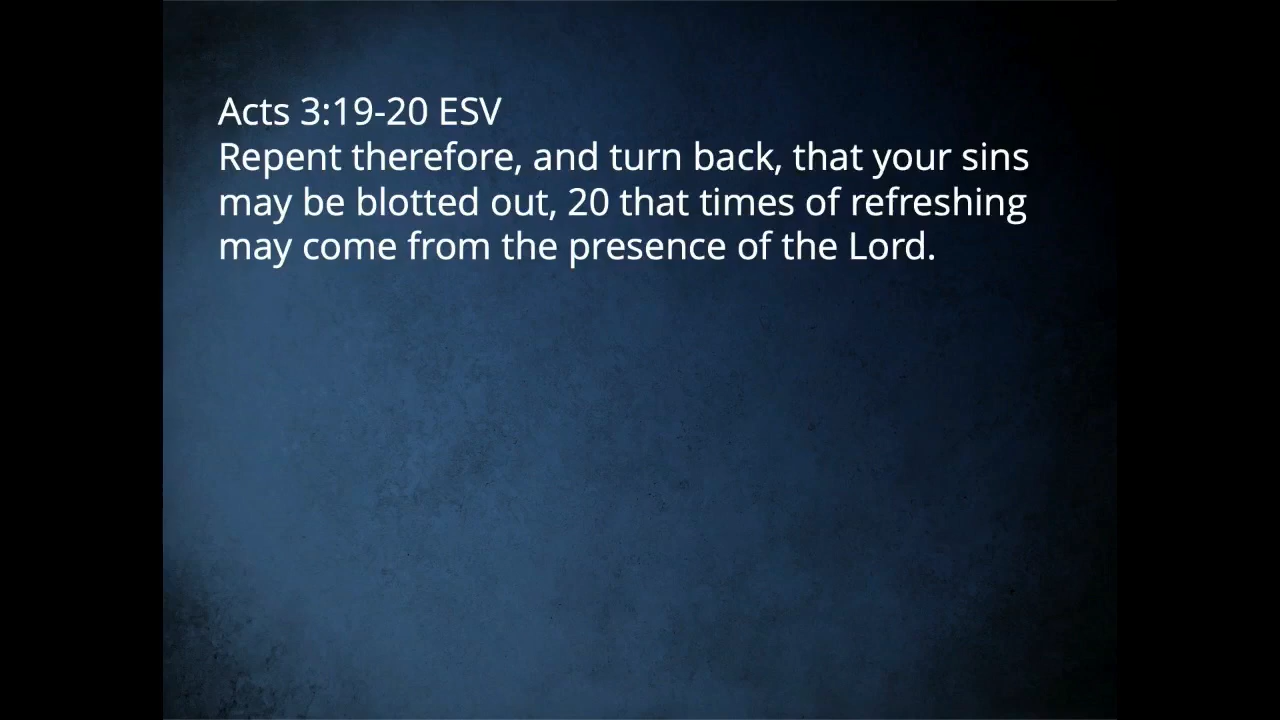 Acts 3:19-20 ESV
Repent therefore, and turn back, that your sins
may be blotted out, 20 that times of refreshing
may come from the presence of the Lord.